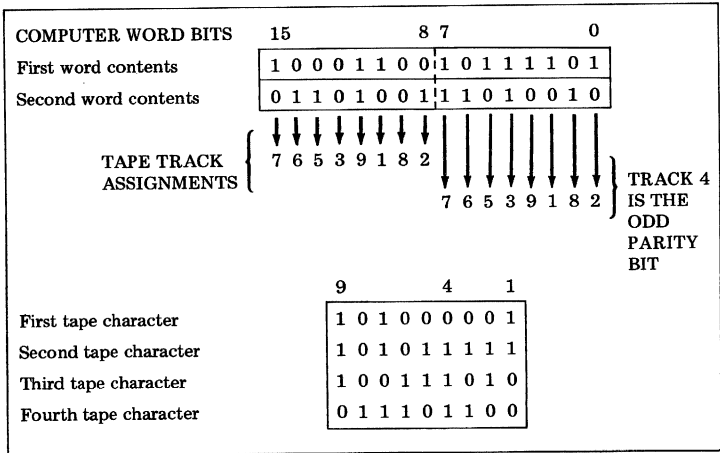 COMPUTER WORD BITS 15 8 7 0
First word contents 1 0 0 0 1 1 0 0 1 0 1 1 1 1 0 1
Second word contents 0 1 1 0 1 0 0 1 1 1 0 1 0 0 1 0
TAPE TRACK
ASSIGNMENTS
7 6 5 3 9 1 8 2
7 6 5 3 9 1 8 2
TRACK 4
IS THE
ODD
PARITY
BIT
9 4 1
First tape character 1 0 1 0 0 0 0 0 1
Second tape character 1 0 1 0 1 1 1 1 1
Third tape character 1 0 0 1 1 1 0 1 0
Fourth tape character 0 1 1 1 0 1 1 0 0